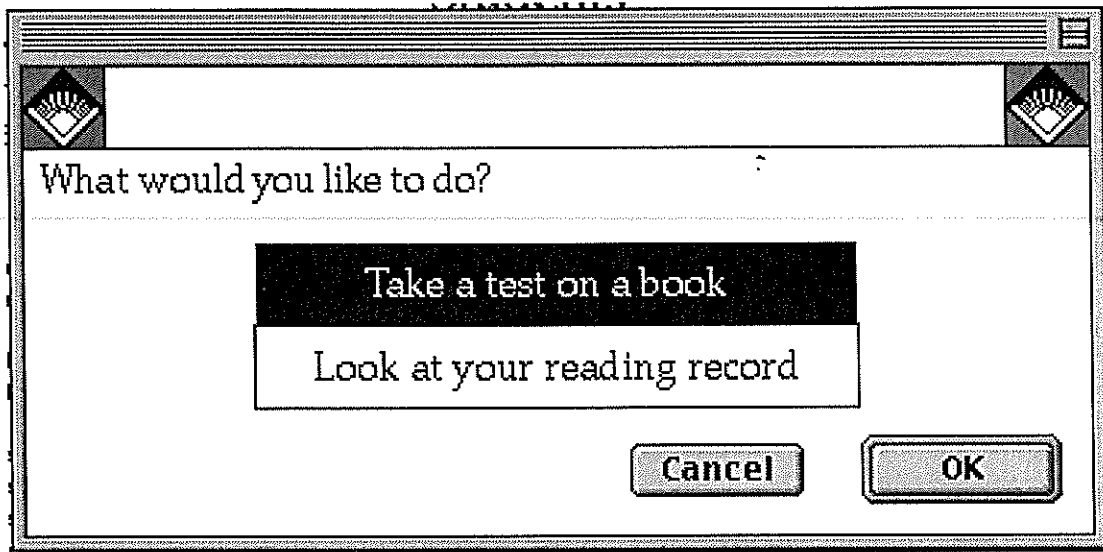 What would you like to do?
Take a test on a book
Look at your reading record
Cancel
OK